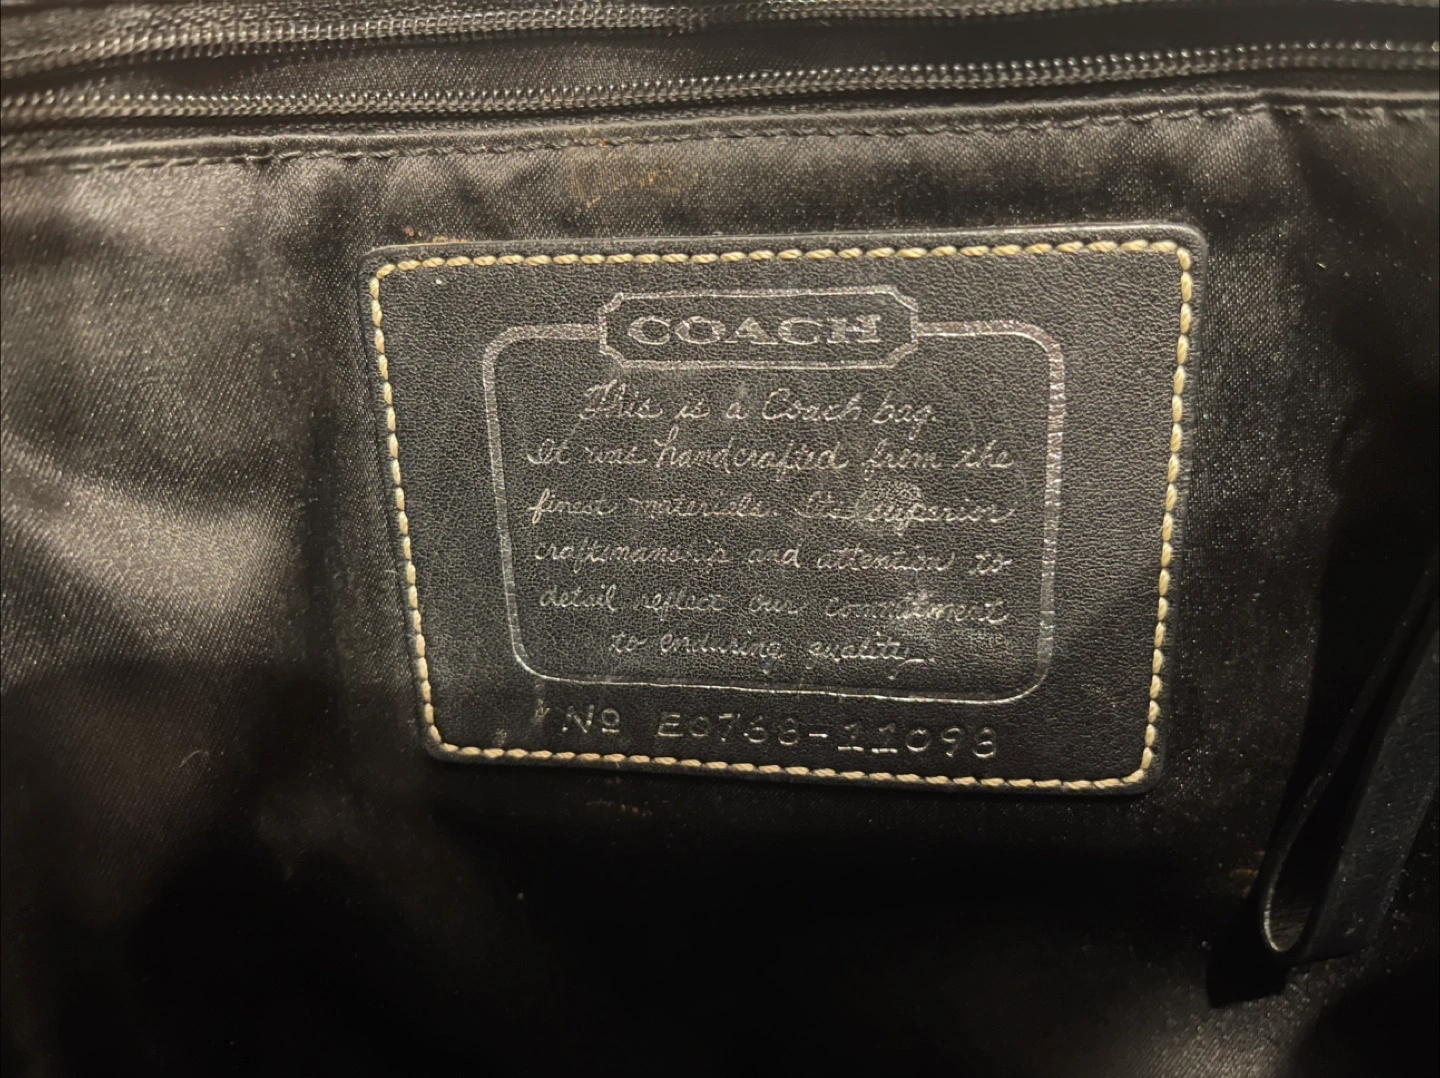 COACH
This is a Coach bag.
It was handcrafted from the
finest materials. Its superior
craftsmanship and attention to
detail reflect our commitment
to enduring quality.
Nº E3768-11098